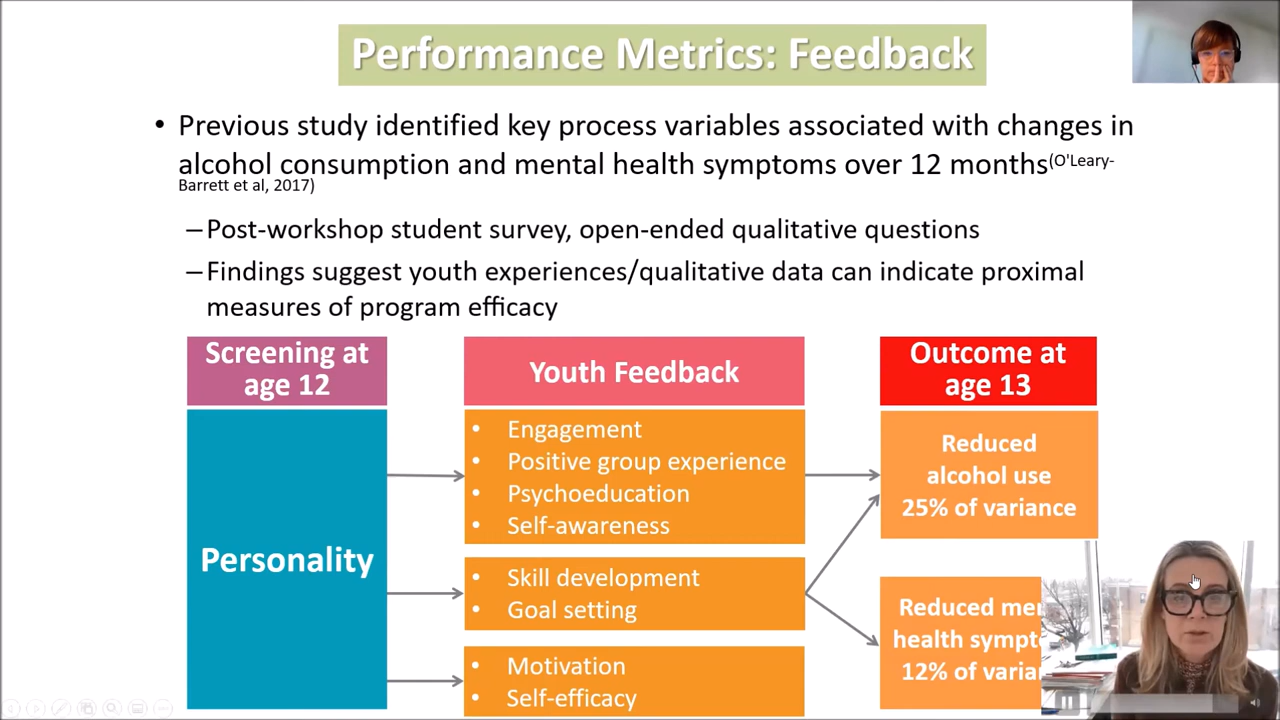 Performance Metrics: Feedback
• Previous study identified key process variables associated with changes in
alcohol consumption and mental health symptoms over 12 months(O'Leary-
Barrett et al, 2017)
–Post-workshop student survey, open-ended qualitative questions
–Findings suggest youth experiences/qualitative data can indicate proximal
measures of program efficacy
Screening at
age 12
Personality
Youth Feedback
• Engagement
• Positive group experience
• Psychoeducation
• Self-awareness
• Skill development
• Goal setting
• Motivation
• Self-efficacy
Outcome at
age 13
Reduced
alcohol use
25% of variance
Reduced
health
12% of